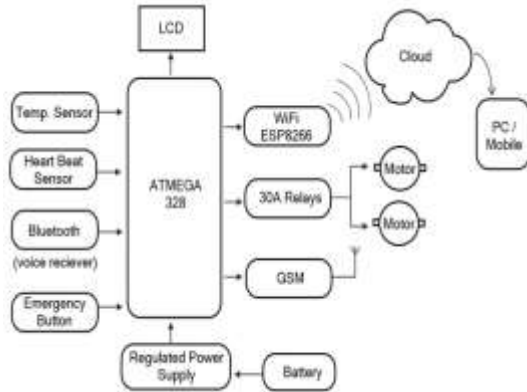 LCD
Cloud
Temp. Sensor
WiFi
ESP8266
PC /
Mobile
Heart Beat
Sensor
ATMEGA
328
30A Relays
Motor
Motor
Bluetooth
(voice reciever)
GSM
Emergency
Button
Regulated Power
Supply
Battery